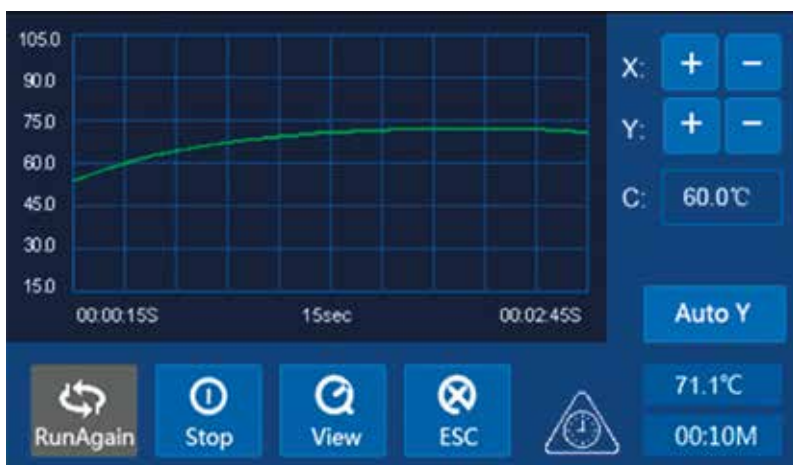 105.0
90.0
75.0
60.0
45.0
30.0
15.0
00:00:15S 15sec 00:02:45S
X: + −
Y: + −
C: 60.0℃
Auto Y
71.1℃
00:10M
RunAgain Stop View ESC